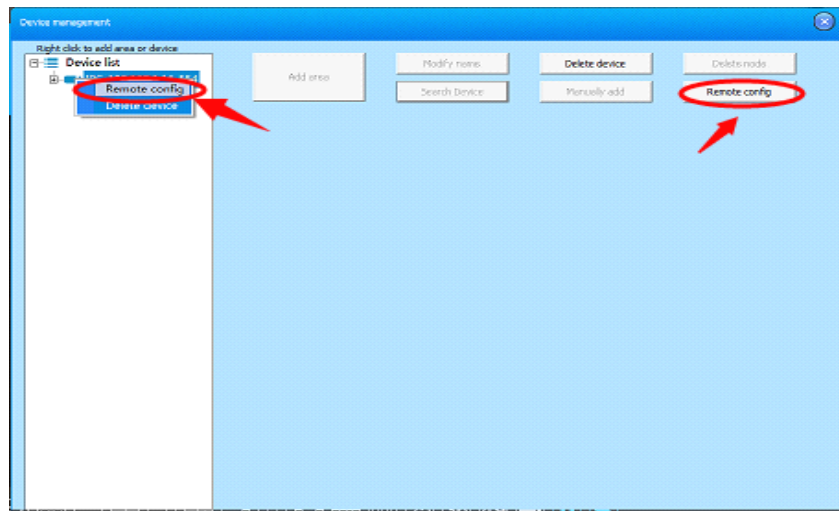 Device management
Right click to add area or device
Device list
Remote config
Delete device
Add area
Modify name
Delete device
Delete node
Search Device
Manually add
Remote config